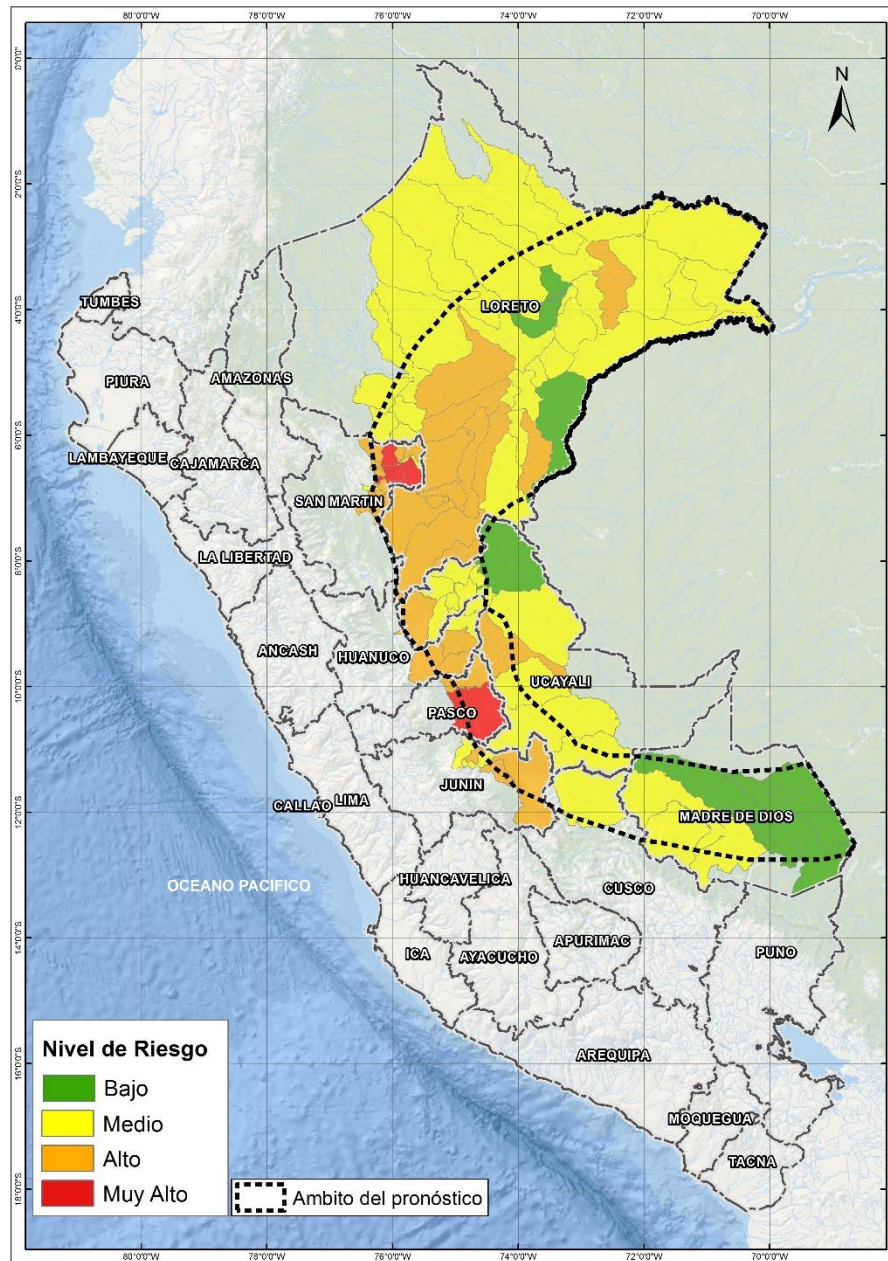 N
0°0'0"
2°0'0"S
4°0'0"S
6°0'0"S
8°0'0"S
10°0'0"S
12°0'0"S
14°0'0"S
16°0'0"S
18°0'0"S
LORETO
TUMBES
PIURA
AMAZONAS
LAMBAYEQUE
CAJAMARCA
SAN MARTIN
LA LIBERTAD
ANCASH
HUANUCO
UCAYALI
PASCO
JUNIN
CALLAO
LIMA
MADRE DE DIOS
HUANCAVELICA
OCEANO PACIFICO
CUSCO
ICA
AYACUCHO
APURIMAC
PUNO
AREQUIPA
MOQUEGUA
TACNA
Nivel de Riesgo
Bajo
Medio
Alto
Muy Alto
Ambito del pronóstico
80°0'0"W
78°0'0"W
76°0'0"W
74°0'0"W
72°0'0"W
70°0'0"W